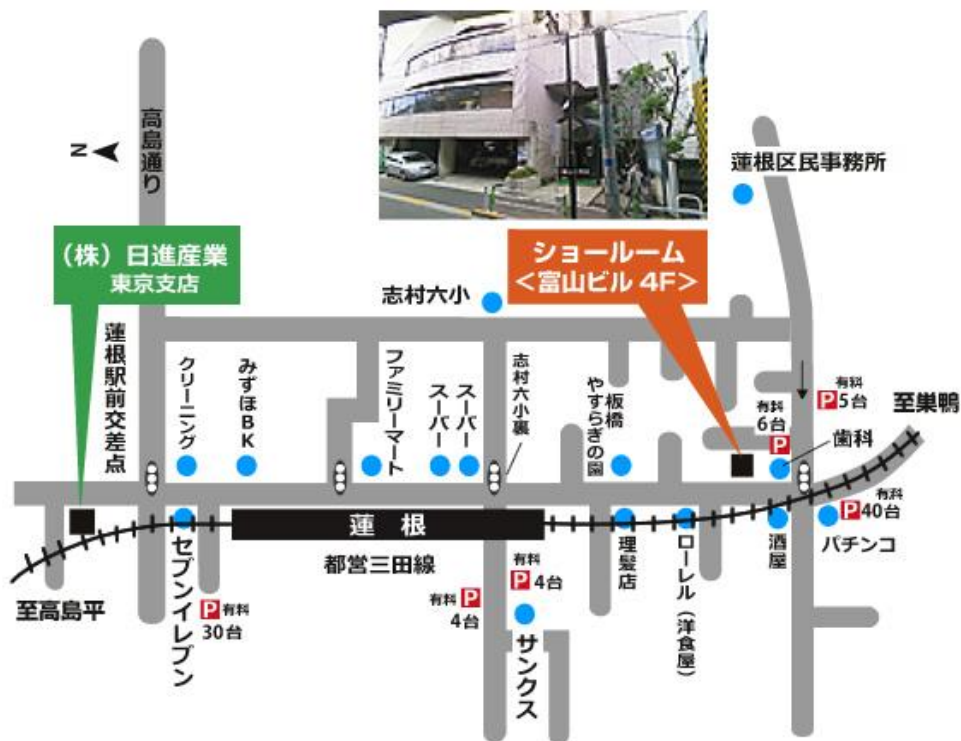 N
高島通り
蓮根区民事務所
(株)日進産業
東京支店
ショールーム
<富山ビル 4F>
志村六小
蓮根駅前交差点
クリーニング
みずほBK
ファミリーマート
スーパー
スーパー
志村六小裏
板橋
やすらぎの園
有料
P 5台
有料
6台
P
至巣鴨
歯科
有料
P 40台
パチンコ
蓮根
都営三田線
至高島平
セブンイレブン
P 有料
30台
有料 P
4台
有料
P 4台
サンクス
理髪店
ローレル(洋食屋)
酒屋